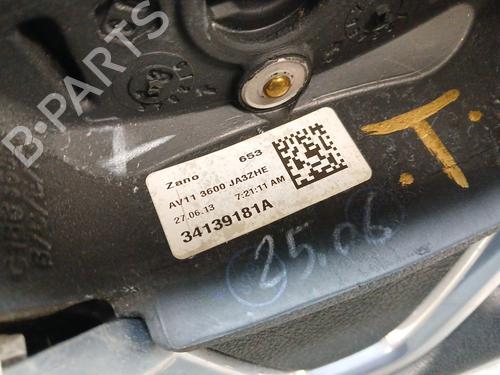 B-PARTS
Zano 653
AV11 3600 JA3ZHE
27.06.13 7:21:11 AM
34139181A
25.06
T.